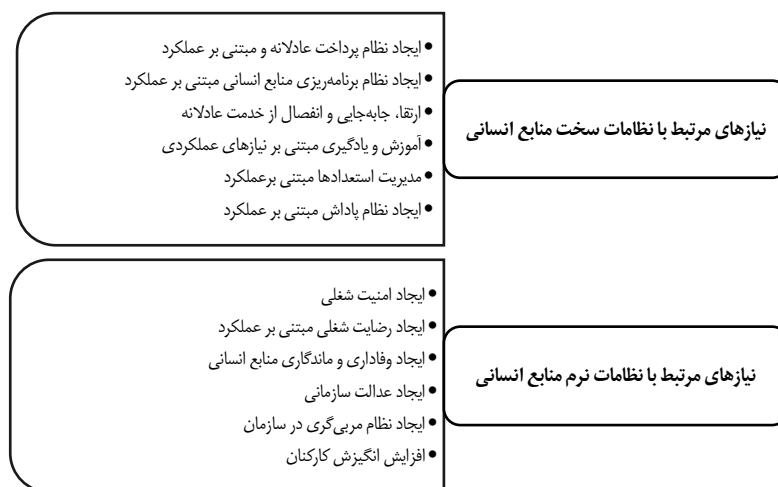 نیازهای مرتبط با نظامات سخت منابع انسانی
• ایجاد نظام پرداخت عادلانه و مبتنی بر عملکرد
• ایجاد نظام برنامه‌ریزی منابع انسانی مبتنی بر عملکرد
• ارتقا، جابه‌جایی و انفصال از خدمت عادلانه
• آموزش و یادگیری مبتنی بر نیازهای عملکردی
• مدیریت استعدادها مبتنی برعملکرد
• ایجاد نظام پاداش مبتنی بر عملکرد
نیازهای مرتبط با نظامات نرم منابع انسانی
• ایجاد امنیت شغلی
• ایجاد رضایت شغلی مبتنی بر عملکرد
• ایجاد وفاداری و ماندگاری منابع انسانی
• ایجاد عدالت سازمانی
• ایجاد نظام مربی‌گری در سازمان
• افزایش انگیزش کارکنان